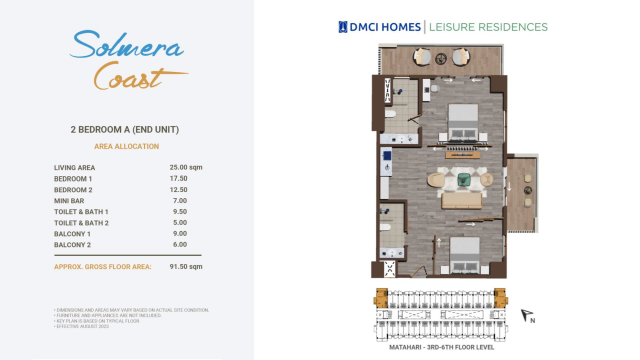 Solmera
Coast
2 BEDROOM A (END UNIT)
AREA ALLOCATION
LIVING AREA 25.00 sqm
BEDROOM 1 17.50
BEDROOM 2 12.50
MINI BAR 7.00
TOILET & BATH 1 9.50
TOILET & BATH 2 5.00
BALCONY 1 9.00
BALCONY 2 6.00
APPROX. GROSS FLOOR AREA: 91.50 sqm
• DIMENSIONS AND AREAS MAY VARY BASED ON ACTUAL SITE CONDITION.
• FURNITURE AND APPLIANCES ARE NOT INCLUDED.
• KEY PLAN IS BASED ON TYPICAL FLOOR
• EFFECTIVE AUGUST 2023
DMCI HOMES | LEISURE RESIDENCES
N
MATAHARI - 3RD-6TH FLOOR LEVEL